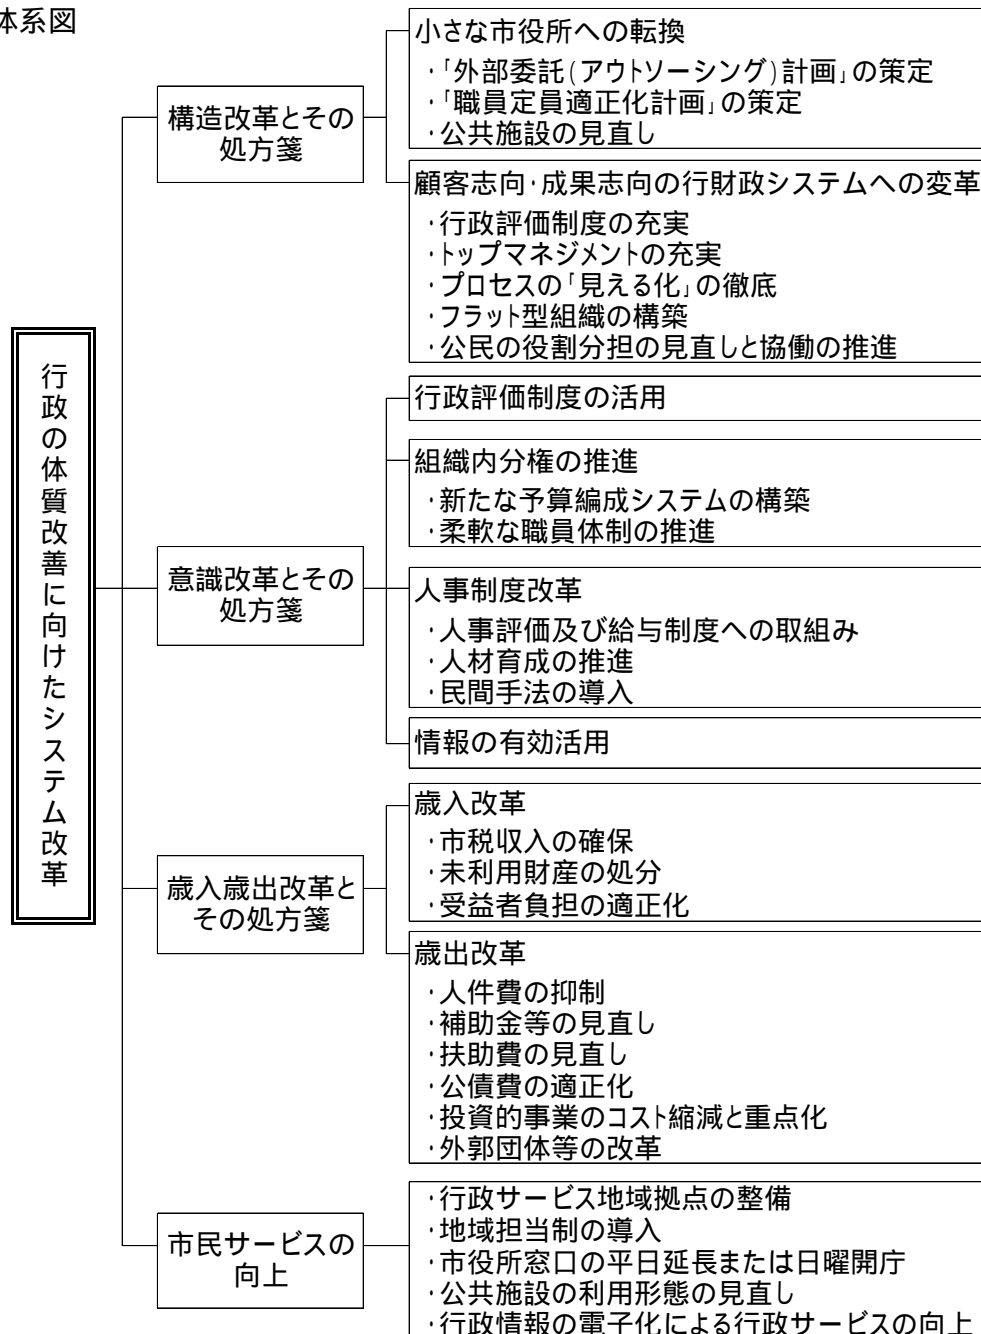 体系図
行政の体質改善に向けたシステム改革
構造改革とその
処方箋
小さな市役所への転換
・「外部委託(アウトソーシング)計画」の策定
・「職員定員適正化計画」の策定
・公共施設の見直し
顧客志向・成果志向の行財政システムへの変革
・行政評価制度の充実
・トップマネジメントの充実
・プロセスの「見える化」の徹底
・フラット型組織の構築
・公民の役割分担の見直しと協働の推進
意識改革とその
処方箋
行政評価制度の活用
組織内分権の推進
・新たな予算編成システムの構築
・柔軟な職員体制の推進
人事制度改革
・人事評価及び給与制度への取組み
・人材育成の推進
・民間手法の導入
情報の有効活用
歳入歳出改革と
その処方箋
歳入改革
・市税収入の確保
・未利用財産の処分
・受益者負担の適正化
歳出改革
・人件費の抑制
・補助金等の見直し
・扶助費の見直し
・公債費の適正化
・投資的事業のコスト縮減と重点化
・外郭団体等の改革
市民サービスの
向上
・行政サービス地域拠点の整備
・地域担当制の導入
・市役所窓口の平日延長または日曜開庁
・公共施設の利用形態の見直し
・行政情報の電子化による行政サービスの向上